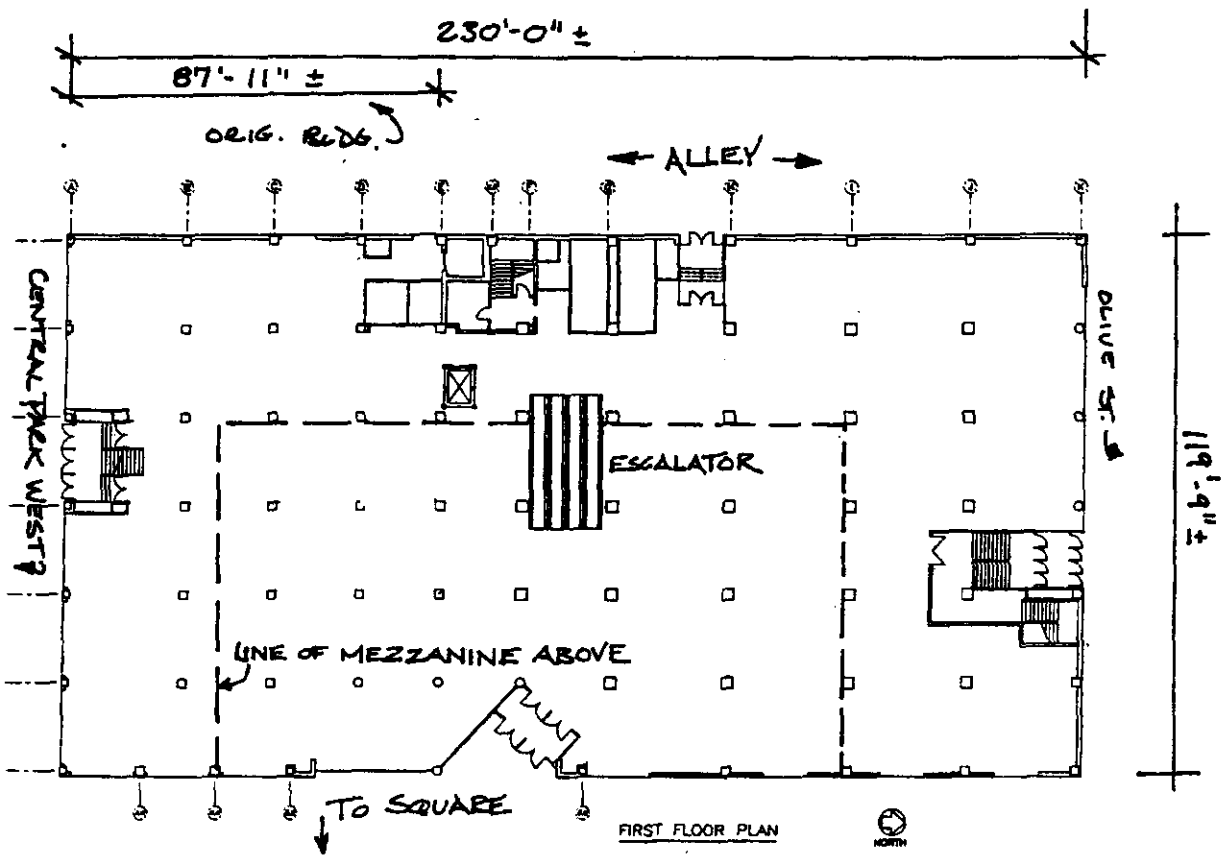 230'-0" ±
87'-11" ±
ORIG. BLDG.
← ALLEY →
CENTRAL PARK WEST
OLIVE ST.
119'-9" ±
ESCALATOR
LINE OF MEZZANINE ABOVE
TO SQUARE
FIRST FLOOR PLAN
NORTH